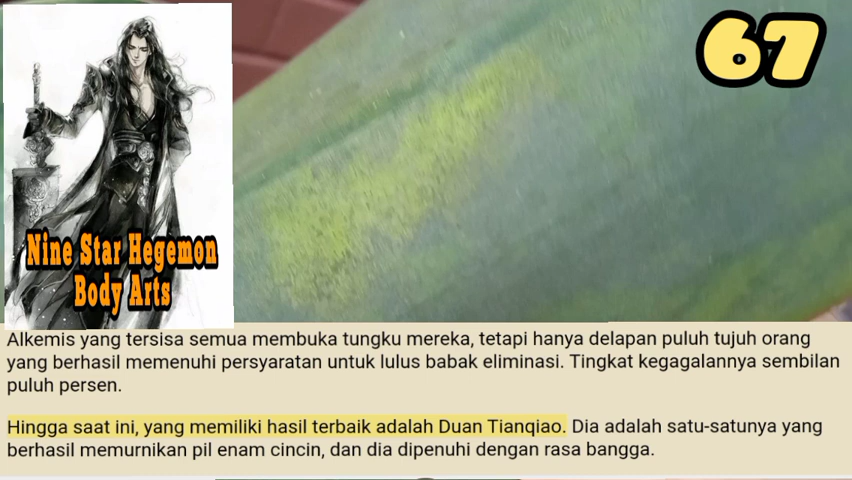 67
Nine Star Hegemon
Body Arts
Alkemis yang tersisa semua membuka tungku mereka, tetapi hanya delapan puluh tujuh orang
yang berhasil memenuhi persyaratan untuk lulus babak eliminasi. Tingkat kegagalannya sembilan
puluh persen.
Hingga saat ini, yang memiliki hasil terbaik adalah Duan Tianqiao. Dia adalah satu-satunya yang
berhasil memurnikan pil enam cincin, dan dia dipenuhi dengan rasa bangga.